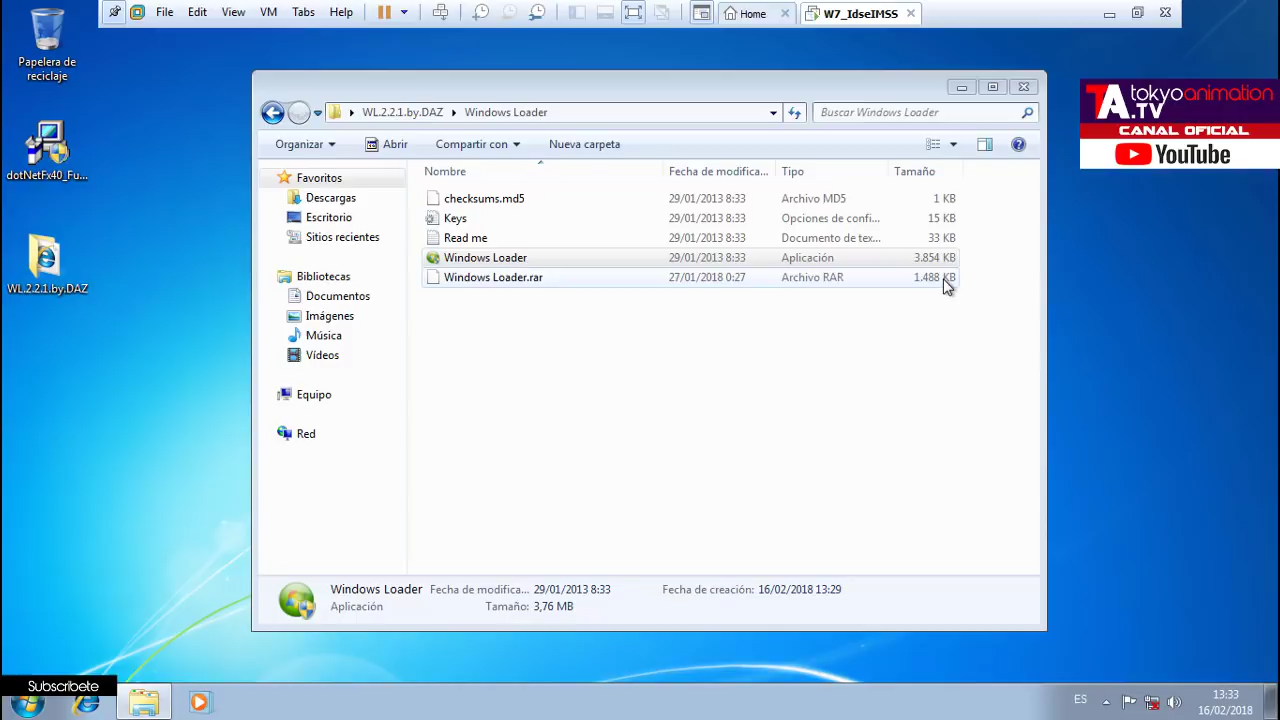 File Edit View VM Tabs Help Home W7_IdseIMSS
Papelera de
reciclaje
dotNetFx40_Fu...
WL.2.2.1.by.DAZ
WL.2.2.1.by.DAZ Windows Loader Buscar Windows Loader
Organizar Abrir Compartir con Nueva carpeta
Nombre Fecha de modifica... Tipo Tamaño
checksums.md5 29/01/2013 8:33 Archivo MD5 1 KB
Keys 29/01/2013 8:33 Opciones de confi... 15 KB
Read me 29/01/2013 8:33 Documento de tex... 33 KB
Windows Loader 29/01/2013 8:33 Aplicación 3.854 KB
Windows Loader.rar 27/01/2018 0:27 Archivo RAR 1.488 KB
Favoritos
Descargas
Escritorio
Sitios recientes
Bibliotecas
Documentos
Imágenes
Música
Vídeos
Equipo
Red
Windows Loader Fecha de modifica... 29/01/2013 8:33 Fecha de creación: 16/02/2018 13:29
Aplicación Tamaño: 3,76 MB
TA.TV tokyoanimation
CANAL OFICIAL
YouTube
Subscribete
ES 13:33
16/02/2018